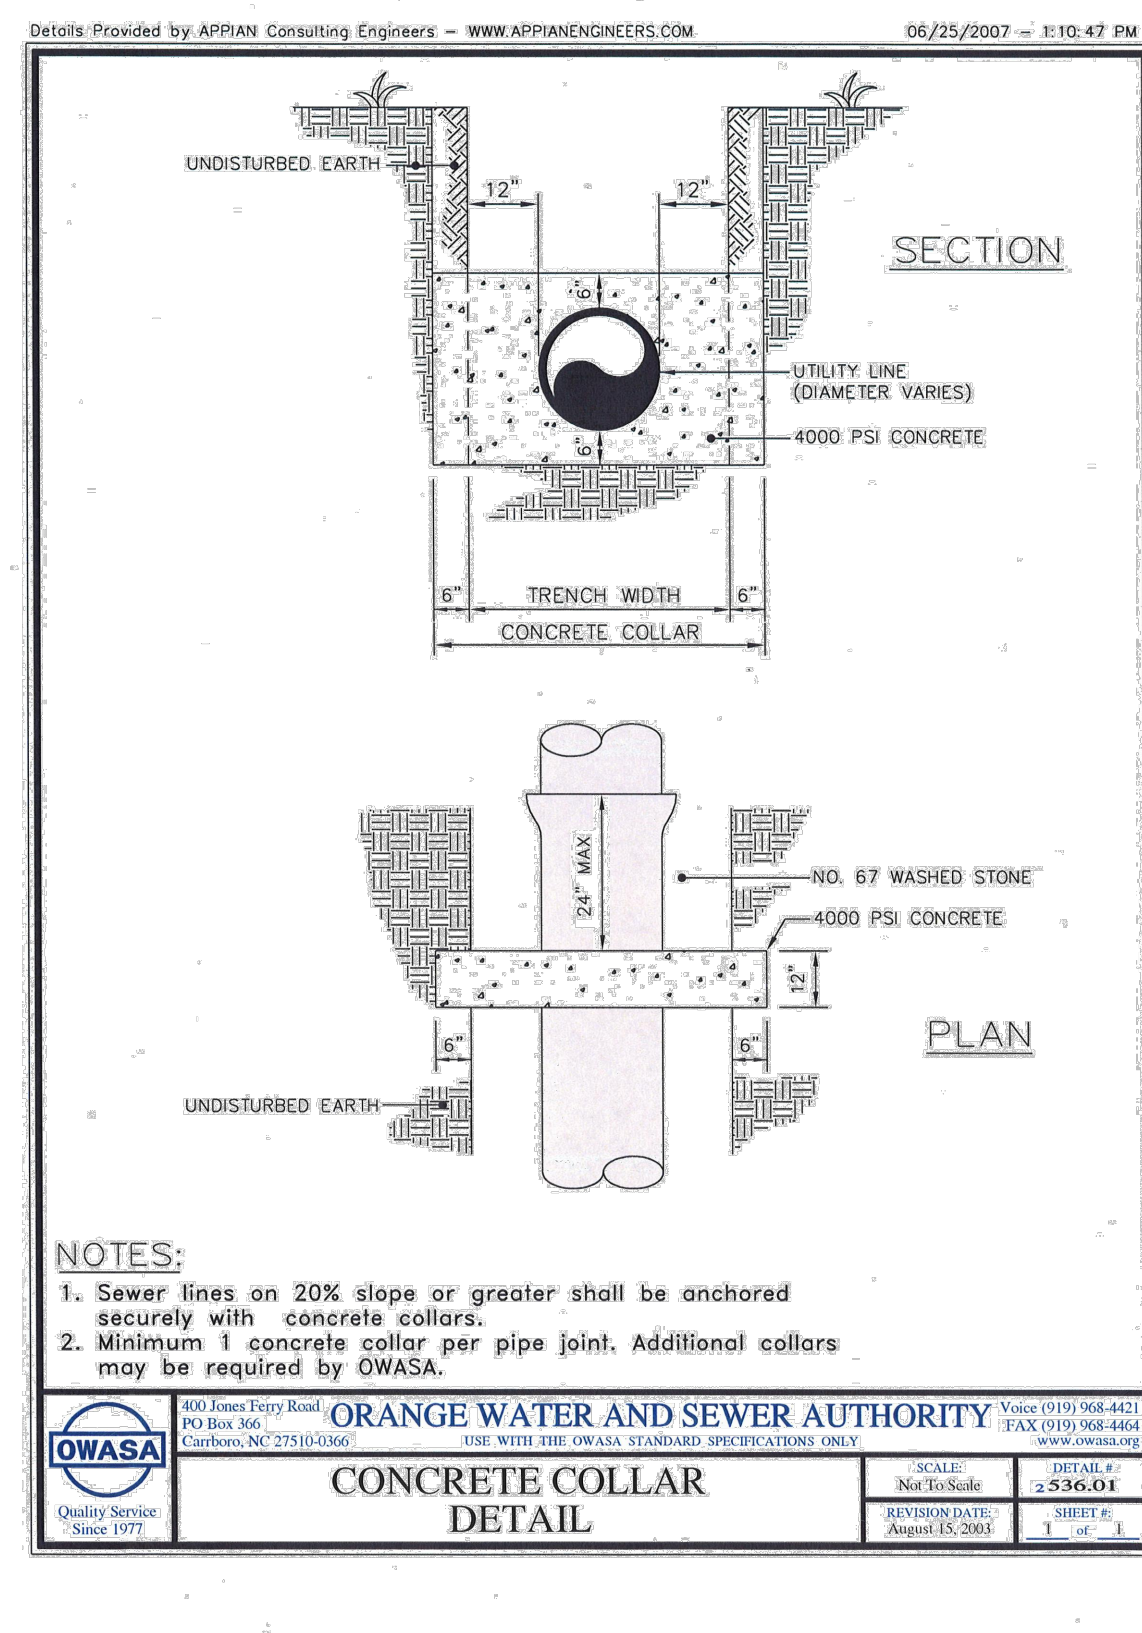 Details Provided by APPIAN Consulting Engineers - WWW.APPIANENGINEERS.COM
06/25/2007 - 1:10:47 PM
UNDISTURBED EARTH
12"
12"
SECTION
6"
UTILITY LINE
(DIAMETER VARIES)
4000 PSI CONCRETE
6"
6"
TRENCH WIDTH
6"
CONCRETE COLLAR
24" MAX
NO. 67 WASHED STONE
4000 PSI CONCRETE
12"
PLAN
6"
6"
UNDISTURBED EARTH
NOTES:
1. Sewer lines on 20% slope or greater shall be anchored
securely with concrete collars.
2. Minimum 1 concrete collar per pipe joint. Additional collars
may be required by OWASA.
OWASA
Quality Service
Since 1977
400 Jones Ferry Road
PO Box 366
Carrboro, NC 27510-0366
ORANGE WATER AND SEWER AUTHORITY
USE WITH THE OWASA STANDARD SPECIFICATIONS ONLY
Voice (919) 968-4421
FAX (919) 968-4464
www.owasa.org
CONCRETE COLLAR
DETAIL
SCALE:
Not To Scale
DETAIL #
2 536.01
REVISION DATE:
August 15, 2003
SHEET #:
1 of 1